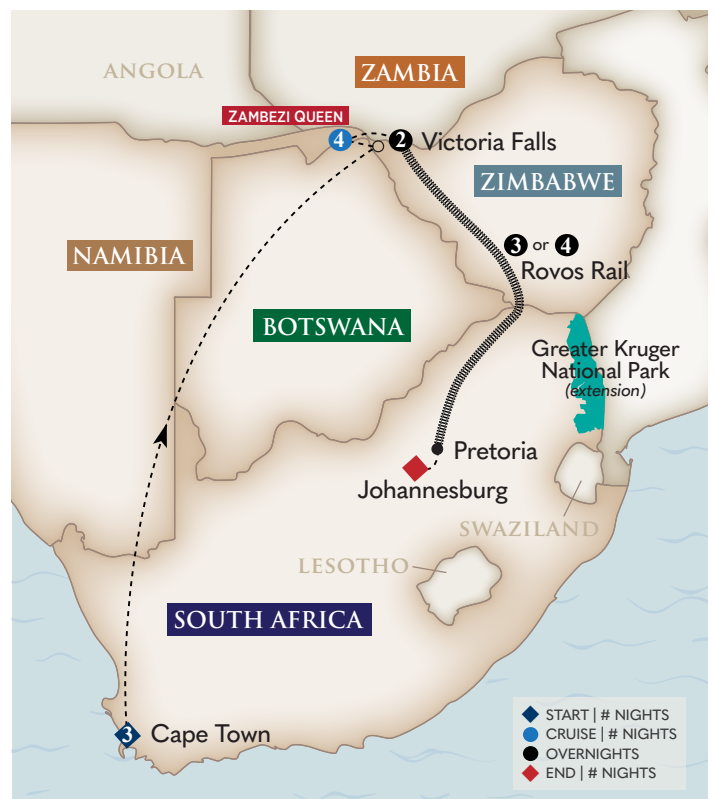 ANGOLA
ZAMBIA
ZAMBEZI QUEEN
4
2 Victoria Falls
ZIMBABWE
NAMIBIA
3 or 4
Rovos Rail
BOTSWANA
Greater Kruger
National Park
(extension)
Pretoria
Johannesburg
SWAZILAND
LESOTHO
SOUTH AFRICA
3 Cape Town
START | # NIGHTS
CRUISE | # NIGHTS
OVERNIGHTS
END | # NIGHTS